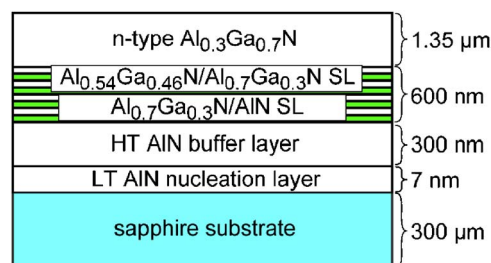 n-type Al₀.₃Ga₀.₇N
1.35 µm
Al₀.₅₄Ga₀.₄₆N/Al₀.₇Ga₀.₃N SL
Al₀.₇Ga₀.₃N/AlN SL
600 nm
HT AlN buffer layer
300 nm
LT AlN nucleation layer
7 nm
sapphire substrate
300 µm